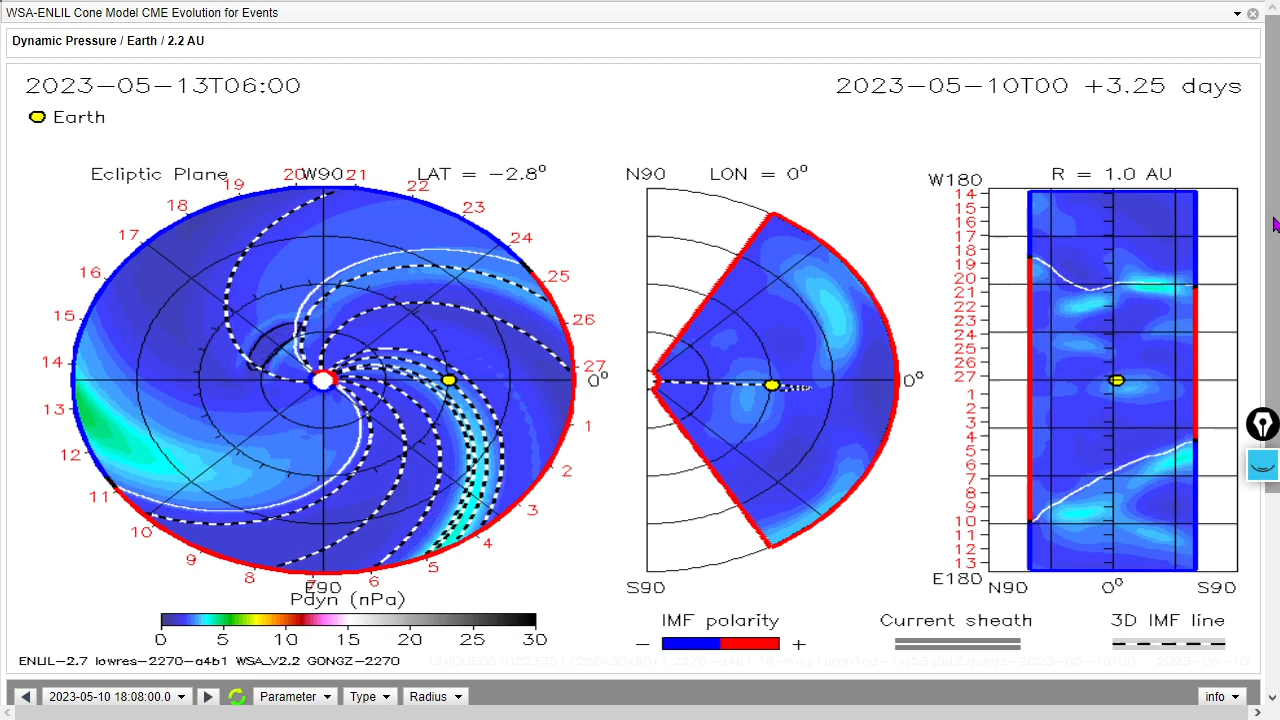 WSA-ENLIL Cone Model CME Evolution for Events
Dynamic Pressure / Earth / 2.2 AU
2023-05-13T06:00
2023-05-10T00 +3.25 days
Earth
Ecliptic Plane
W90
LAT = -2.8°
N90
LON = 0°
W180
R = 1.0 AU
19 20 21 22 23 24 25 26 27
18 17 16 15 14 13 12 11 10 9 8 7 6 5 4 3 2 1
0°
0°
14
15
16
17
18
19
20
21
22
23
24
25
26
27
1
2
3
4
5
6
7
8
9
10
11
12
13
E90
S90
E180
N90 0° S90
Pdyn (nPa)
0 5 10 15 20 25 30
IMF polarity
- +
Current sheath
3D IMF line
ENLIL-2.7 lowres-2270-a4b1 WSA_V2.2 GONGZ-2270
2023-05-10 18:08:00.0
Parameter
Type
Radius
info